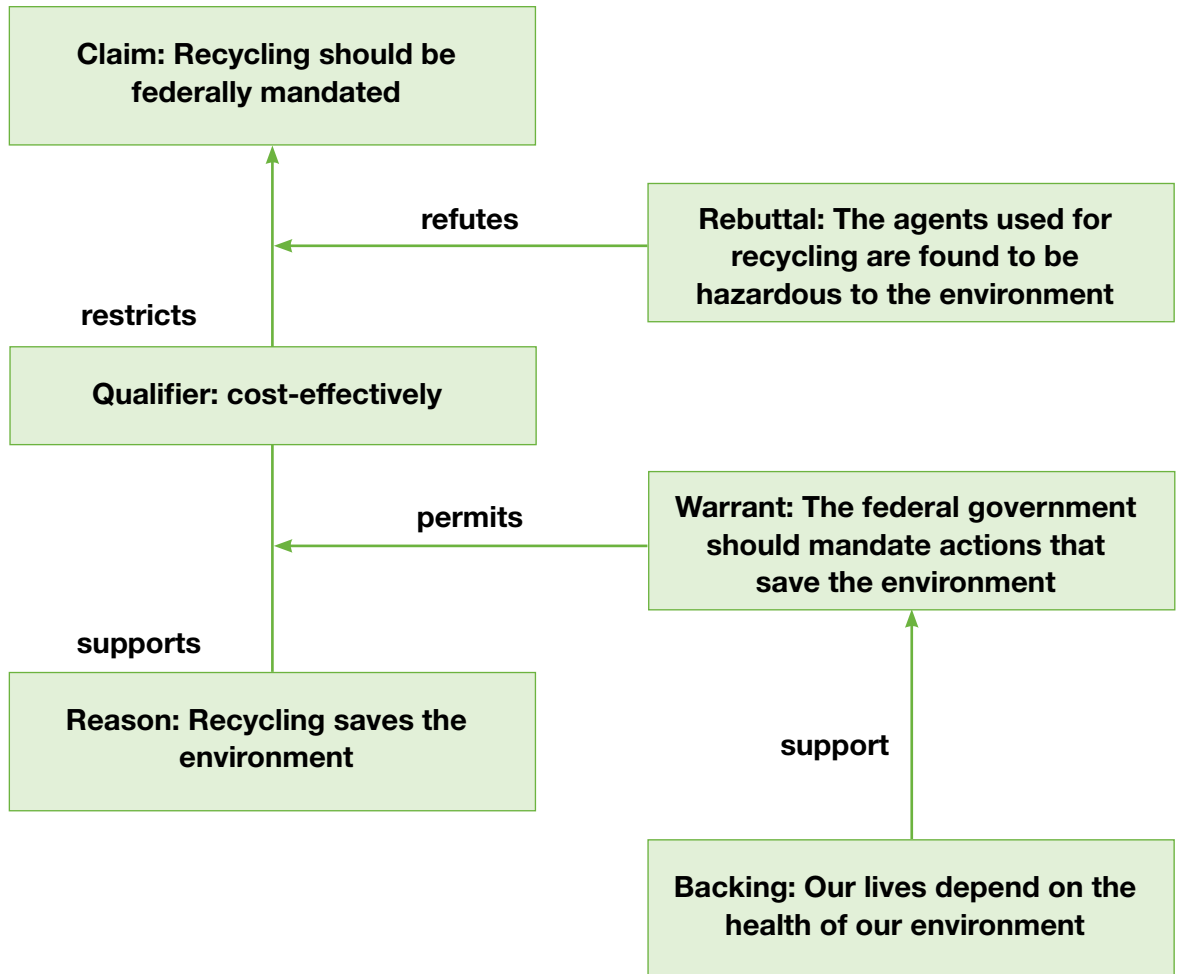 Claim: Recycling should be
federally mandated
refutes
Rebuttal: The agents used for
recycling are found to be
hazardous to the environment
restricts
Qualifier: cost-effectively
permits
Warrant: The federal government
should mandate actions that
save the environment
supports
Reason: Recycling saves the
environment
support
Backing: Our lives depend on the
health of our environment